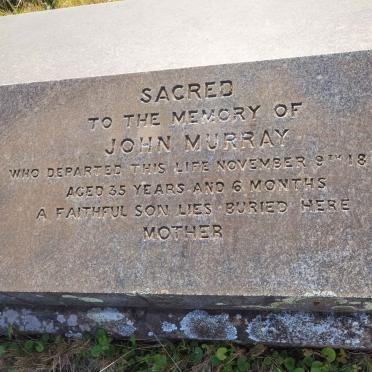 SACRED
TO THE MEMORY OF
JOHN MURRAY
WHO DEPARTED THIS LIFE NOVEMBER 9TH 18
AGED 35 YEARS AND 6 MONTHS
A FAITHFUL SON LIES BURIED HERE
MOTHER